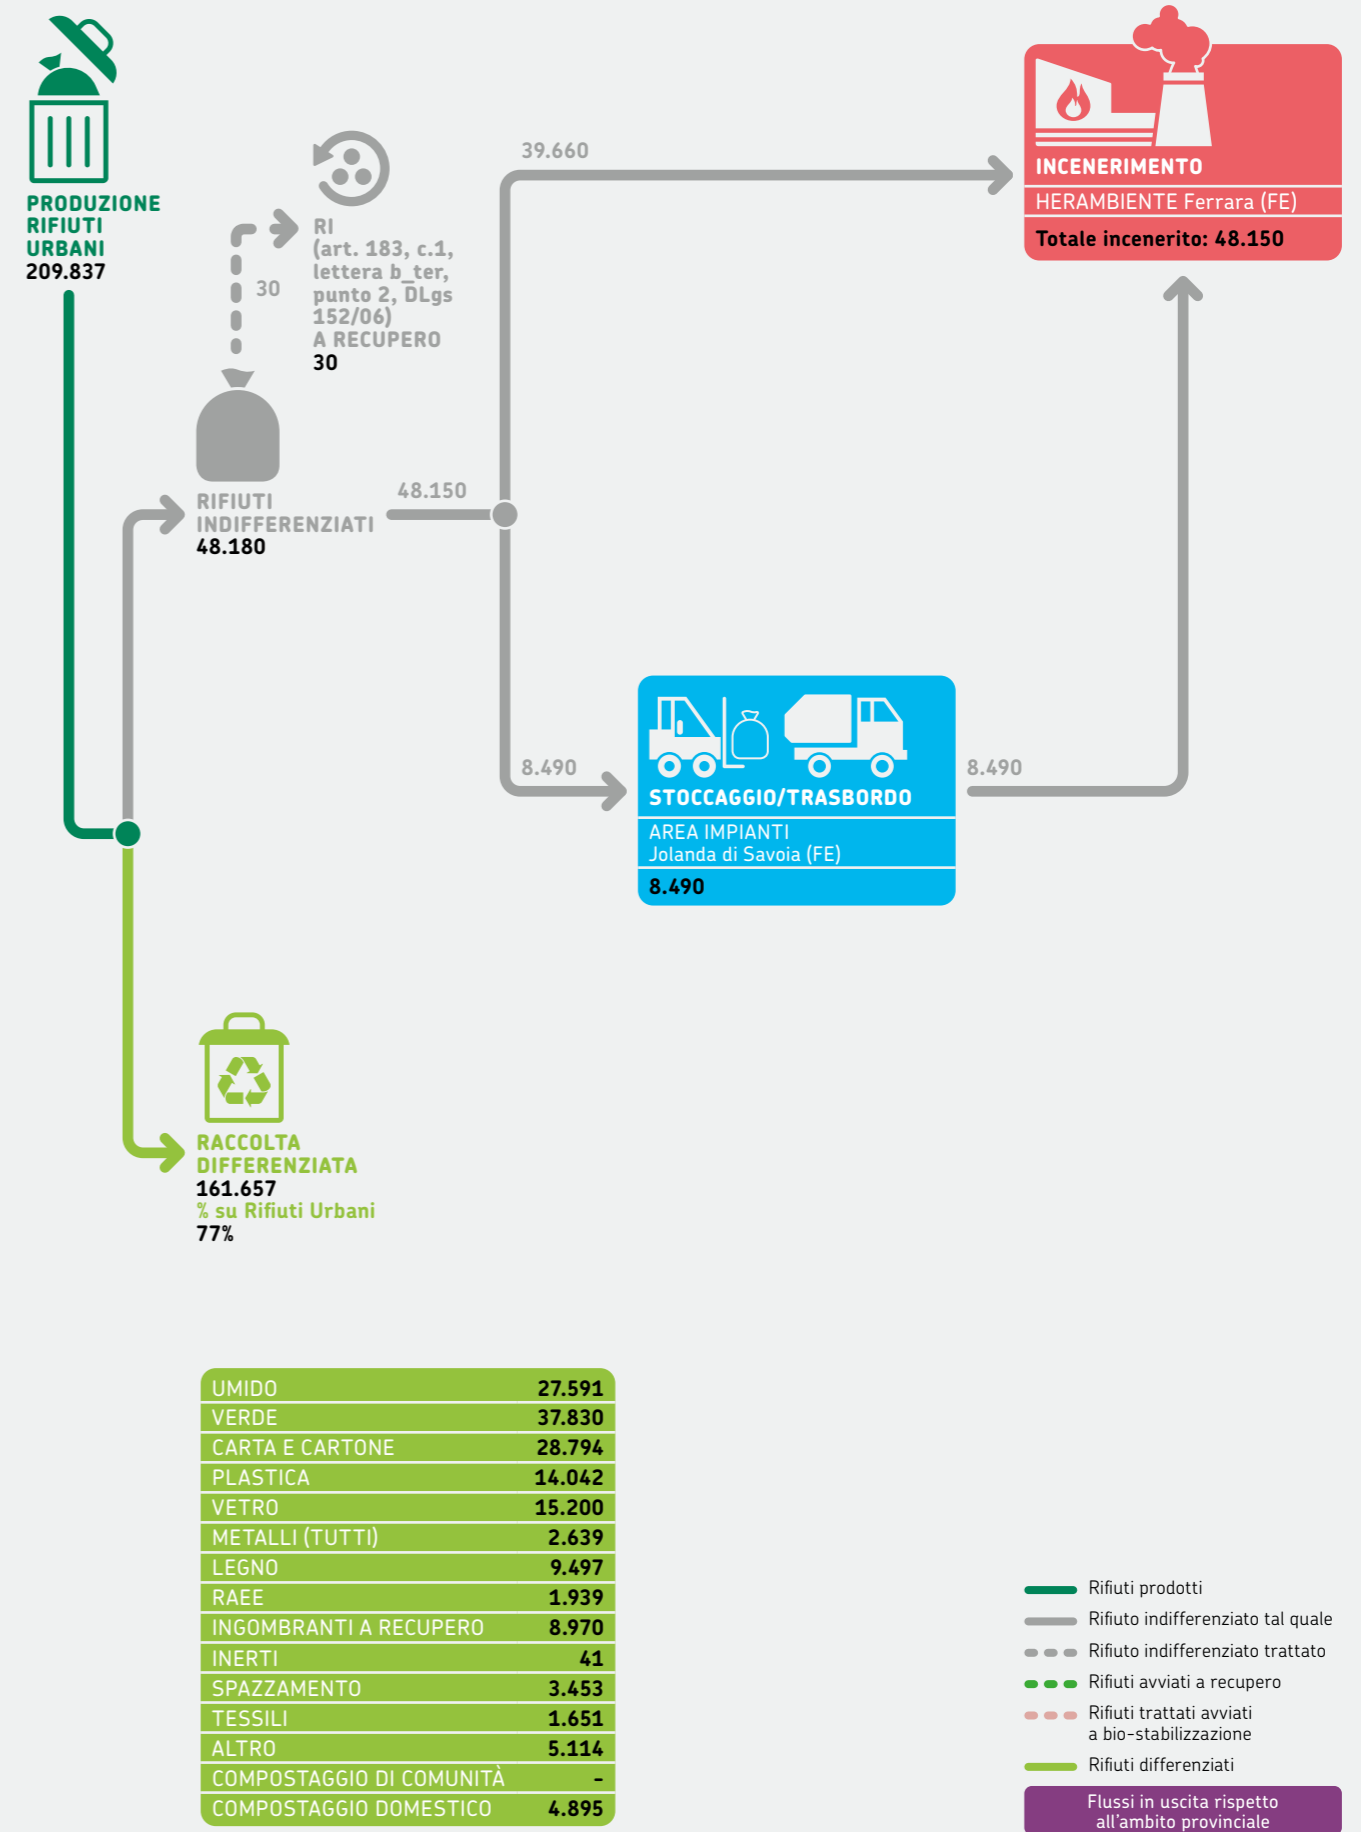 PRODUZIONE
RIFIUTI
URBANI
209.837
30
RI
(art. 183, c.1,
lettera b_ter,
punto 2, DLgs
152/06)
A RECUPERO
30
RIFIUTI
INDIFFERENZIATI
48.180
48.150
39.660
INCENERIMENTO
HERAMBIENTE Ferrara (FE)
Totale incenerito: 48.150
8.490
STOCCAGGIO/TRASBORDO
AREA IMPIANTI
Jolanda di Savoia (FE)
8.490
8.490
RACCOLTA
DIFFERENZIATA
161.657
% su Rifiuti Urbani
77%
UMIDO 27.591
VERDE 37.830
CARTA E CARTONE 28.794
PLASTICA 14.042
VETRO 15.200
METALLI (TUTTI) 2.639
LEGNO 9.497
RAEE 1.939
INGOMBRANTI A RECUPERO 8.970
INERTI 41
SPAZZAMENTO 3.453
TESSILI 1.651
ALTRO 5.114
COMPOSTAGGIO DI COMUNITÀ -
COMPOSTAGGIO DOMESTICO 4.895
Rifiuti prodotti
Rifiuto indifferenziato tal quale
Rifiuto indifferenziato trattato
Rifiuti avviati a recupero
Rifiuti trattati avviati
a bio-stabilizzazione
Rifiuti differenziati
Flussi in uscita rispetto
all'ambito provinciale